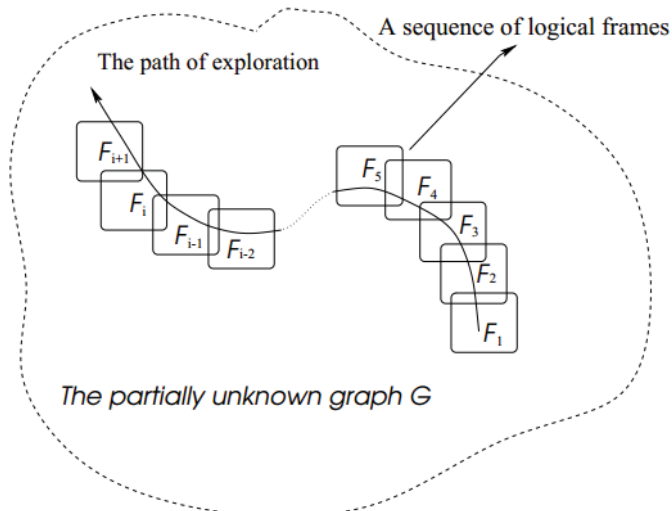 A sequence of logical frames
The path of exploration
F_{i+1}
F_i
F_{i-1}
F_{i-2}
F_5
F_4
F_3
F_2
F_1
The partially unknown graph G